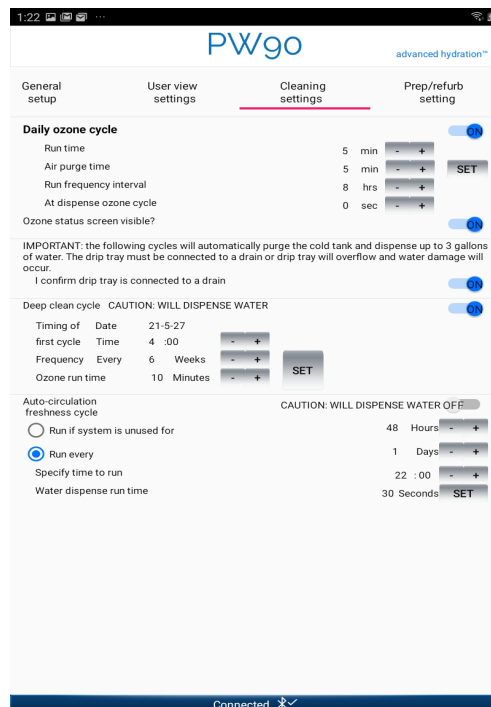 1:22 ...
PW90
advanced hydration™
General setup
User view settings
Cleaning settings
Prep/refurb setting
Daily ozone cycle ON
Run time 5 min - +
Air purge time 5 min - + SET
Run frequency interval 8 hrs - +
At dispense ozone cycle 0 sec - +
Ozone status screen visible? ON
IMPORTANT: the following cycles will automatically purge the cold tank and dispense up to 3 gallons
of water. The drip tray must be connected to a drain or drip tray will overflow and water damage will
occur.
I confirm drip tray is connected to a drain ON
Deep clean cycle CAUTION: WILL DISPENSE WATER ON
Timing of Date 21-5-27
first cycle Time 4 :00 - +
Frequency Every 6 Weeks - +
SET
Ozone run time 10 Minutes - +
Auto-circulation
freshness cycle
CAUTION: WILL DISPENSE WATER OFF
Run if system is unused for 48 Hours - +
Run every 1 Days - +
Specify time to run 22 :00 - +
Water dispense run time 30 Seconds SET
Connected